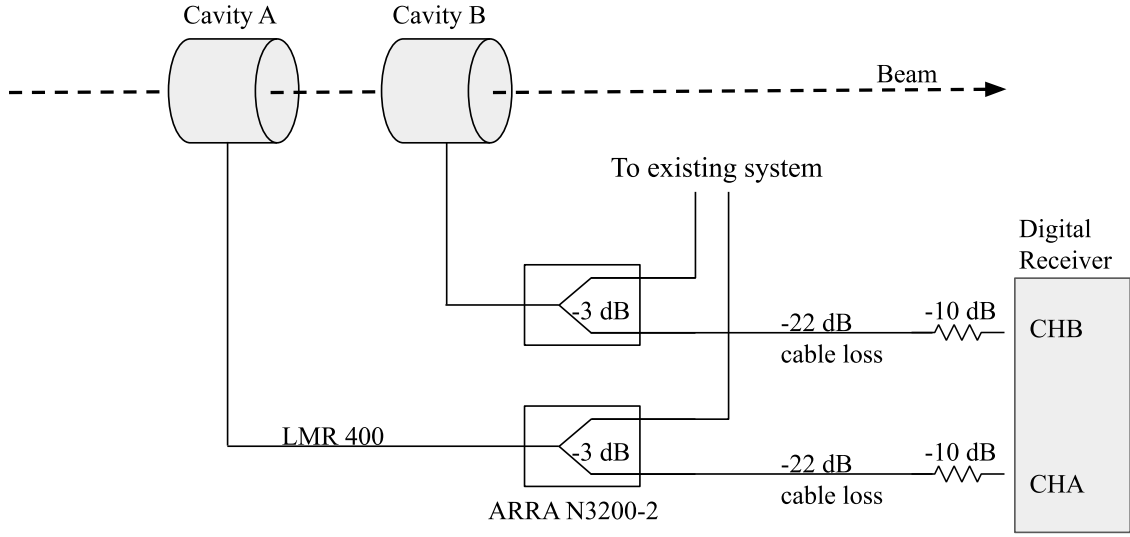 Cavity A
Cavity B
Beam
To existing system
Digital
Receiver
-3 dB
-22 dB
cable loss
-10 dB
CHB
LMR 400
-3 dB
-22 dB
cable loss
-10 dB
CHA
ARRA N3200-2